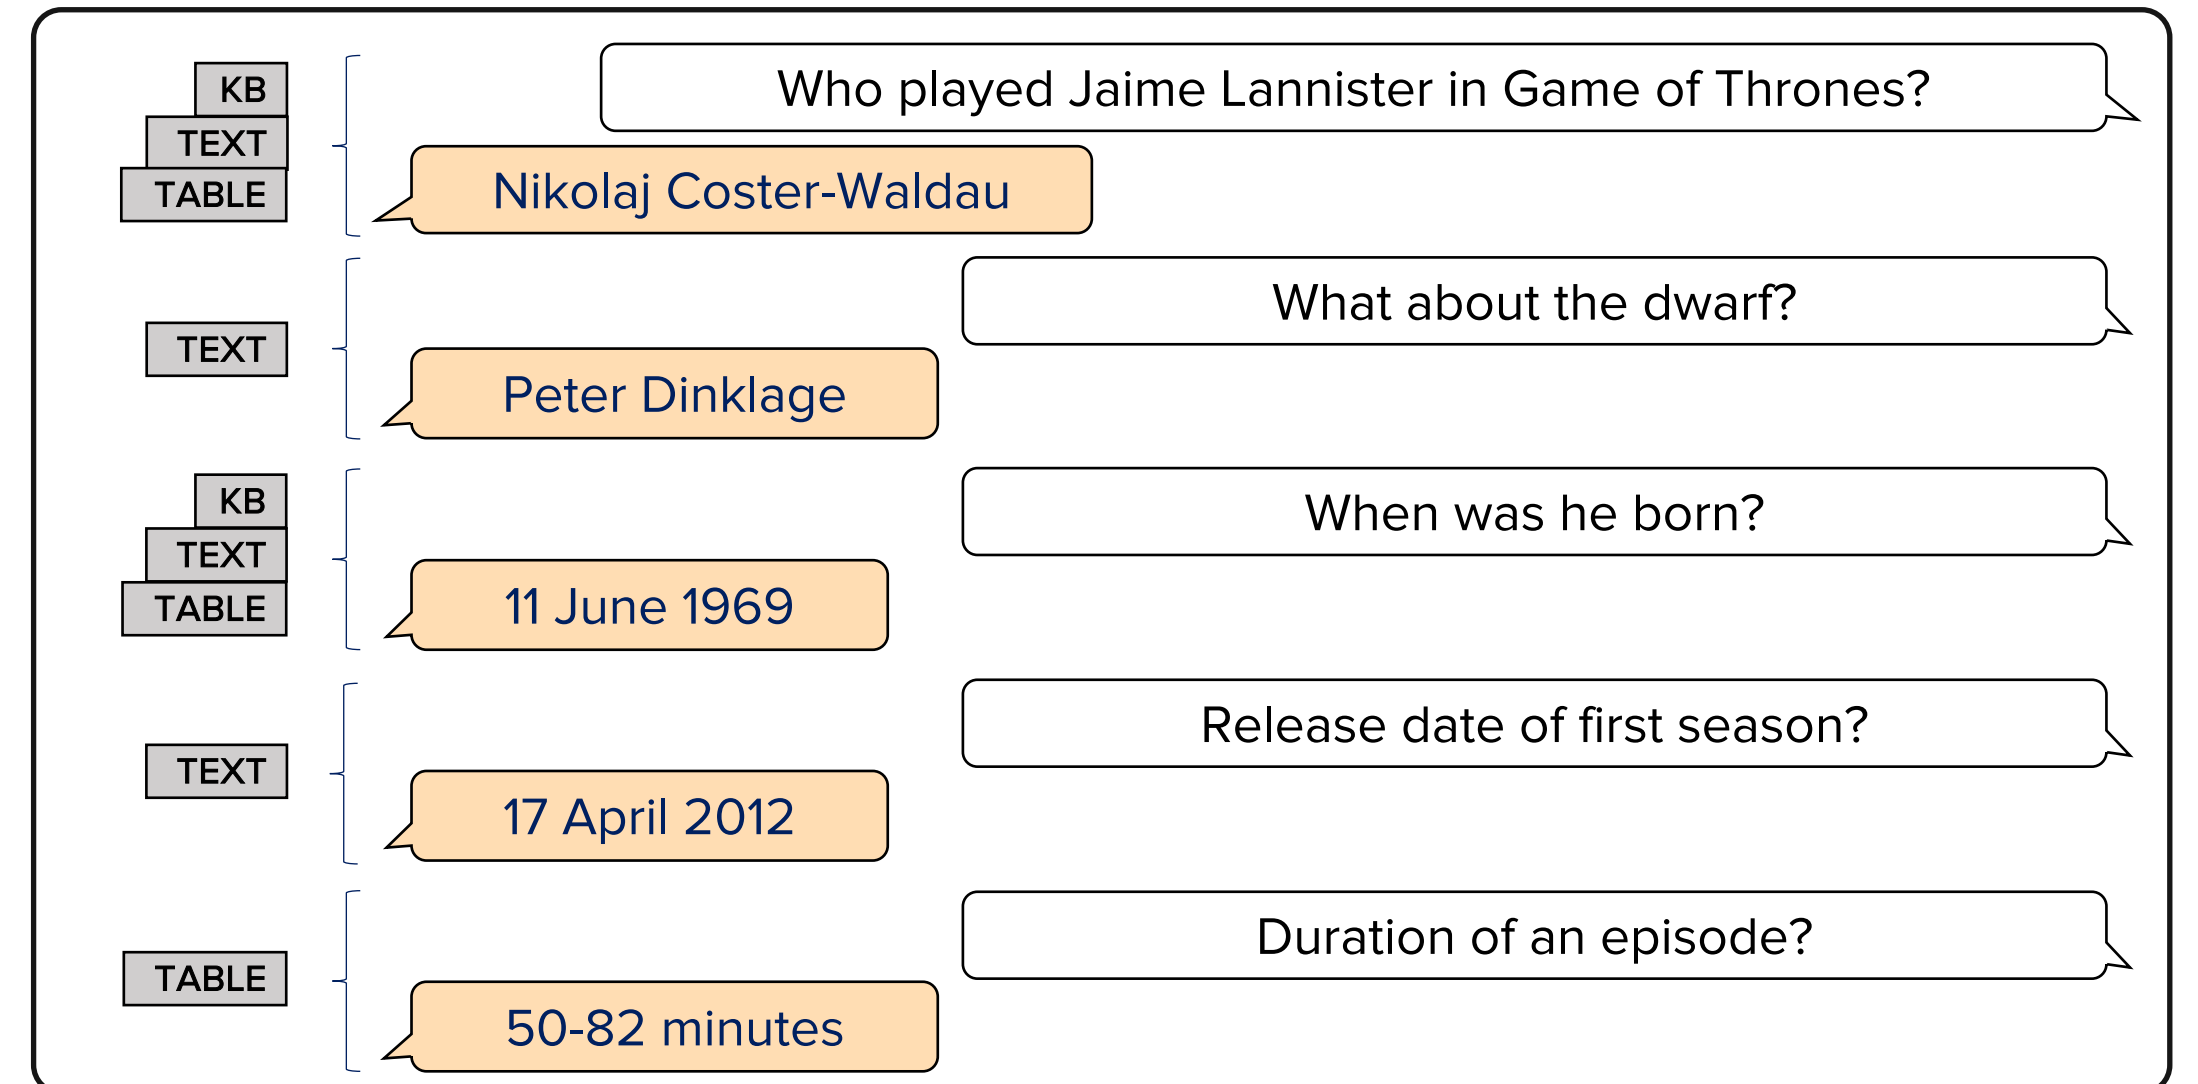 Who played Jaime Lannister in Game of Thrones?
KB
TEXT
TABLE
Nikolaj Coster-Waldau
What about the dwarf?
TEXT
Peter Dinklage
When was he born?
KB
TEXT
TABLE
11 June 1969
Release date of first season?
TEXT
17 April 2012
Duration of an episode?
TABLE
50-82 minutes